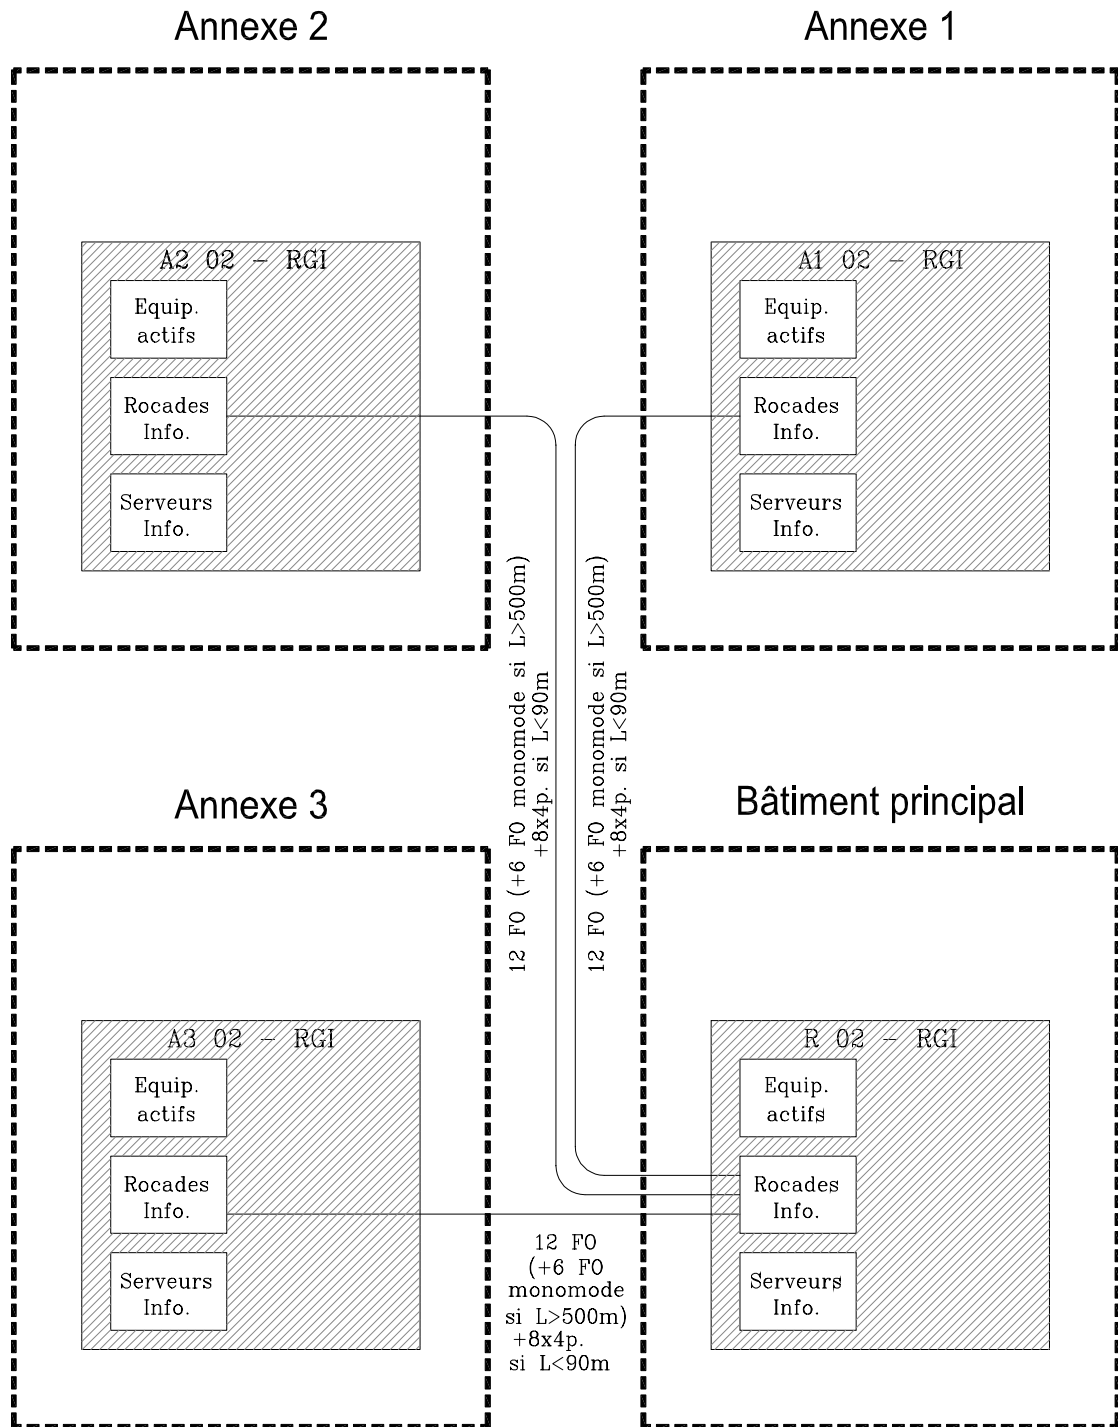 Annexe 2
Annexe 1
A2 02 - RGI
Equip.
actifs
Rocades
Info.
Serveurs
Info.
A1 02 - RGI
Equip.
actifs
Rocades
Info.
Serveurs
Info.
12 FO (+6 FO monomode si L>500m)
+8x4p. si L<90m
12 FO (+6 FO monomode si L>500m)
+8x4p. si L<90m
Annexe 3
Bâtiment principal
A3 02 - RGI
Equip.
actifs
Rocades
Info.
Serveurs
Info.
R 02 - RGI
Equip.
actifs
Rocades
Info.
Serveurs
Info.
12 FO
(+6 FO
monomode
si L>500m)
+8x4p.
si L<90m